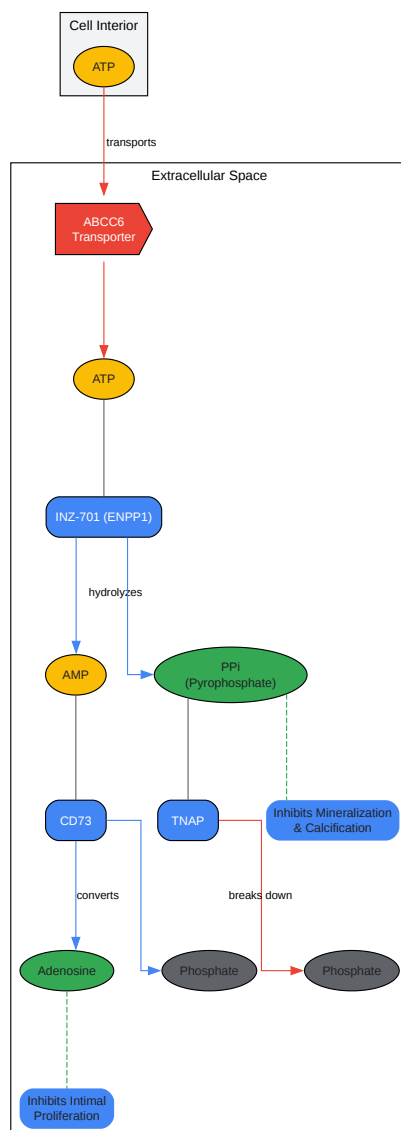 Cell Interior
ATP
transports
Extracellular Space
ABCC6
Transporter
ATP
INZ-701 (ENPP1)
hydrolyzes
AMP
PPi
(Pyrophosphate)
CD73
TNAP
Inhibits Mineralization
& Calcification
converts
breaks down
Adenosine
Phosphate
Phosphate
Inhibits Intimal
Proliferation